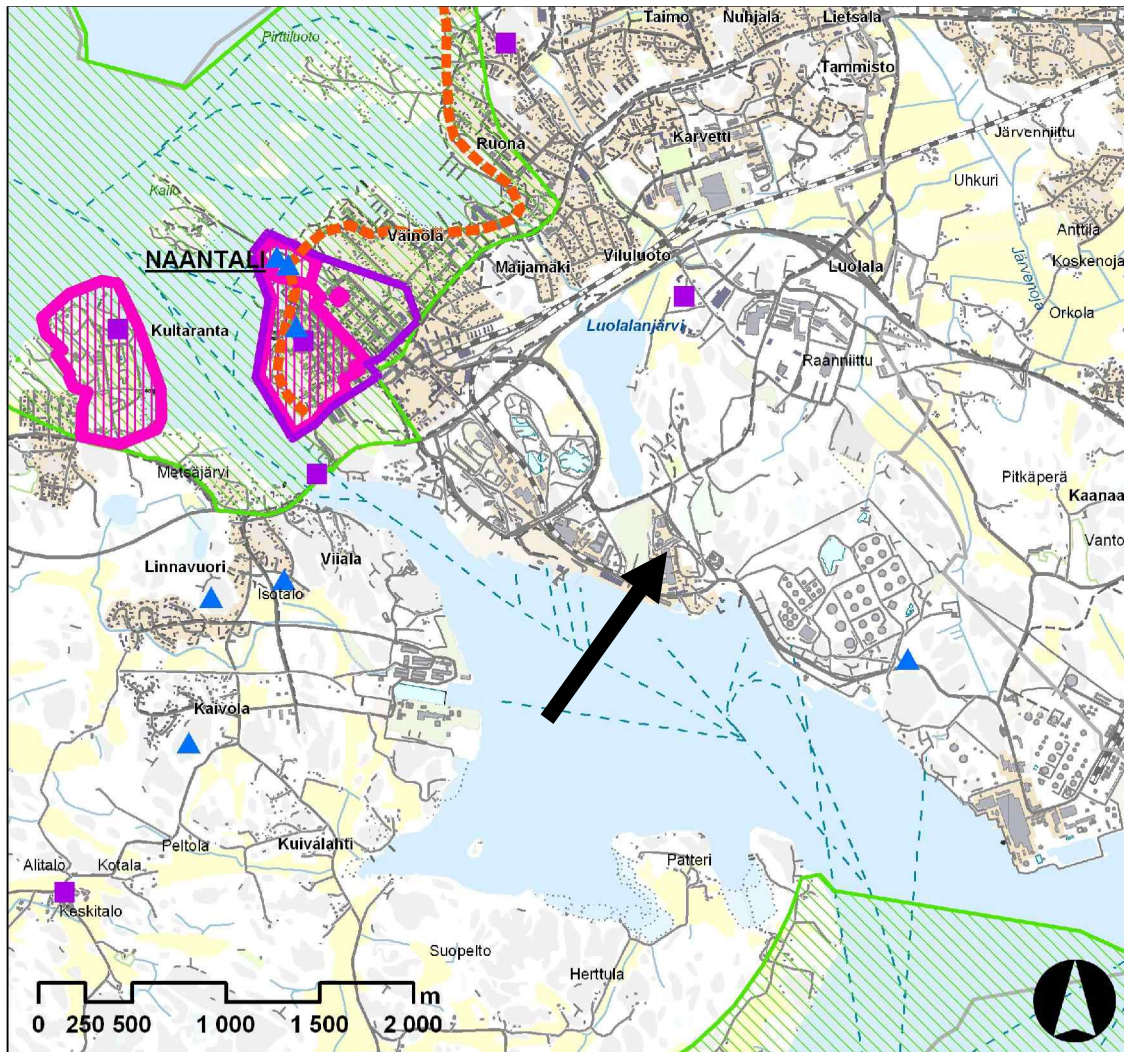 Taimo
Nuhjala
Lietsala
Pirttiluoto
Tammisto
Karvetti
Järvenniittu
Ruona
Uhkuri
Kailo
Anttila
Väinölä
NAANTALI
Maijamäki
Viluluoto
Luolala
Koskenoja
Järvenoja
Orkola
Kultaranta
Luolalanjärvi
Raanniittu
Metsäjärvi
Pitkäperä
Kaanaa
Vanto
Linnavuori
Viiala
Isotalo
Kaivola
Peltola
Kuivalahti
Alitalo
Kotala
Patteri
Keskitalo
Suopelto
Herttula
m
0 250 500 1 000 1 500 2 000